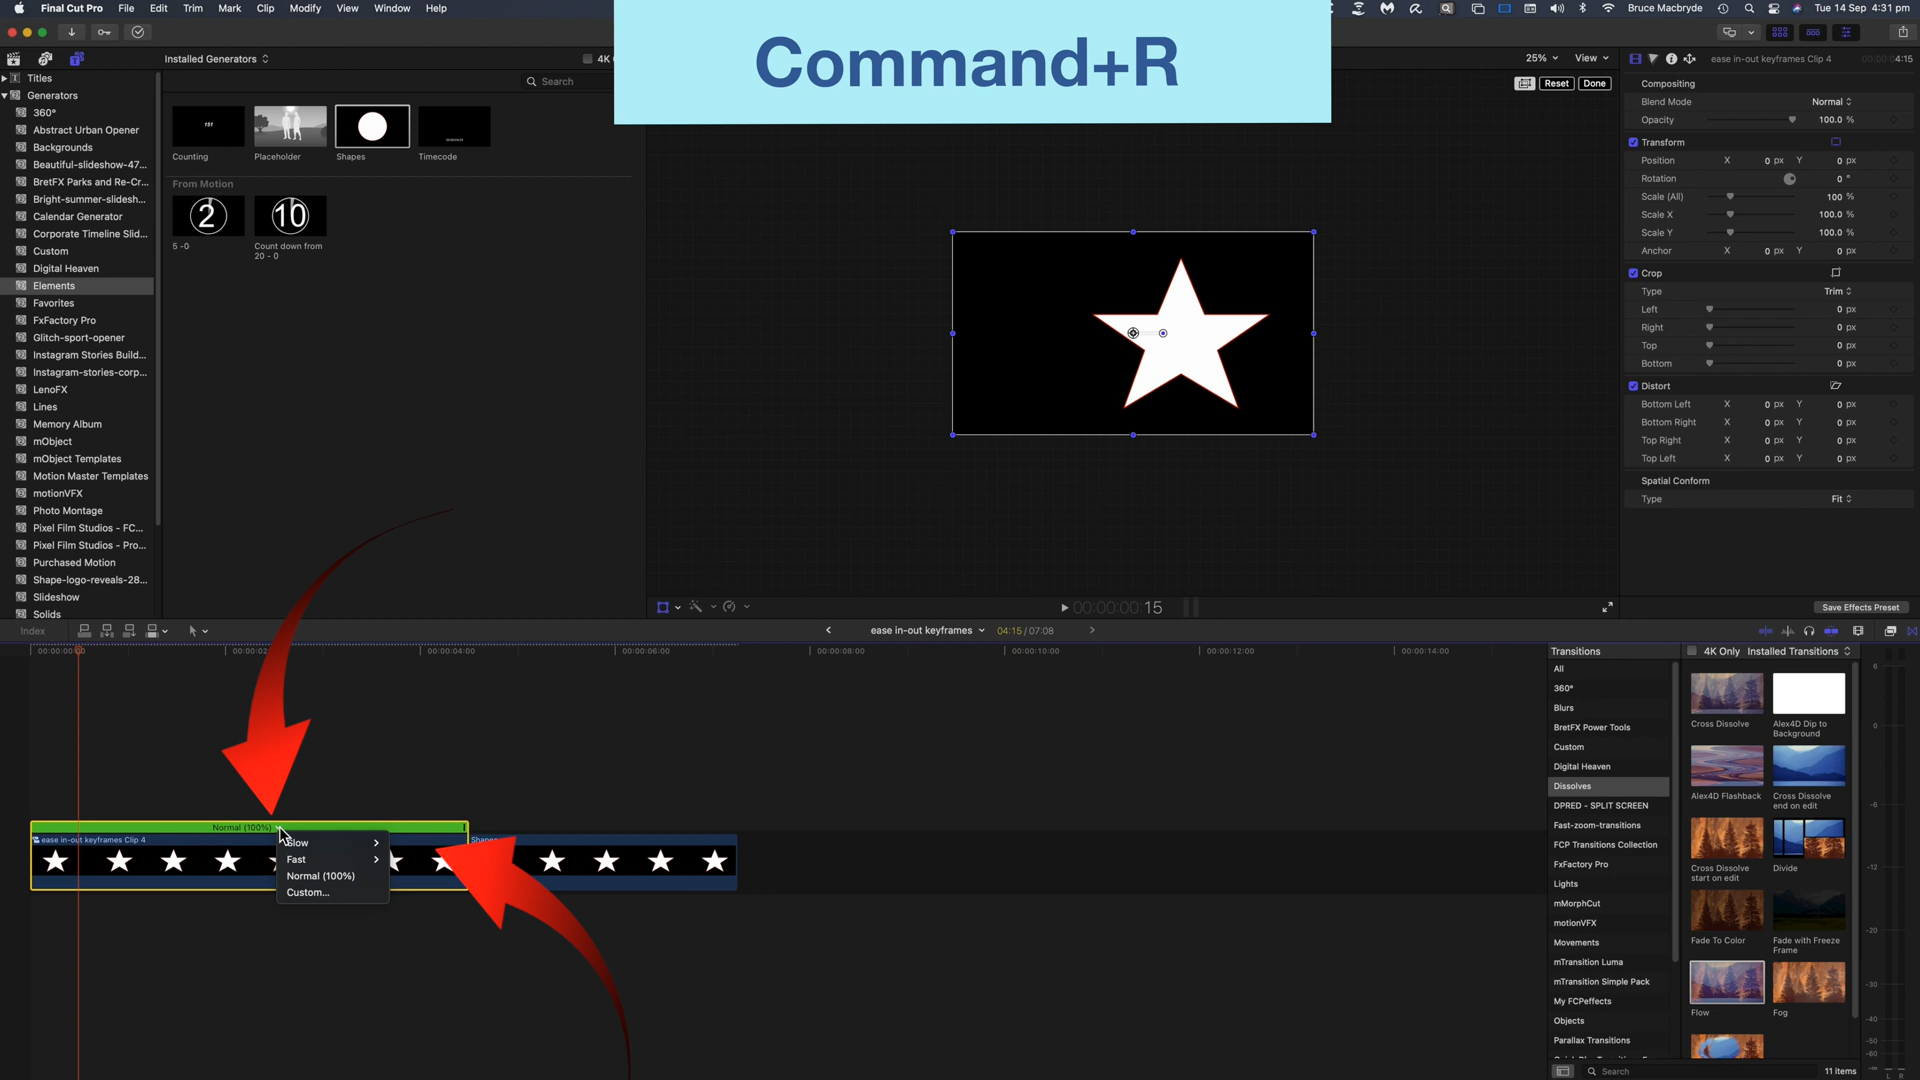 Final Cut Pro File Edit Trim Mark Clip Modify View Window Help
Bruce Macbryde Tue 14 Sep 4:31 pm
Command+R
Installed Generators
4K
Search
Titles
Generators
360°
Abstract Urban Opener
Backgrounds
Beautiful-slideshow-47...
BretFX Parks and Re-Cr...
Bright-summer-slidesh...
Calendar Generator
Corporate Timeline Slid...
Custom
Digital Heaven
Elements
Favorites
FxFactory Pro
Glitch-sport-opener
Instagram Stories Build...
Instagram-stories-corp...
LenoFX
Lines
Memory Album
mObject
mObject Templates
Motion Master Templates
motionVFX
Photo Montage
Pixel Film Studios - FC...
Pixel Film Studios - Pro...
Purchased Motion
Shape-logo-reveals-28...
Slideshow
Solids
Counting
Placeholder
Shapes
Timecode
From Motion
2
5 -0
10
Count down from
20 - 0
25% View
Reset Done
ease in-out keyframes Clip 4
4:15
Compositing
Blend Mode Normal
Opacity 100.0 %
Transform
Position X 0 px Y 0 px
Rotation 0 °
Scale (All) 100 %
Scale X 100.0 %
Scale Y 100.0 %
Anchor X 0 px Y 0 px
Crop
Type Trim
Left 0 px
Right 0 px
Top 0 px
Bottom 0 px
Distort
Bottom Left X 0 px Y 0 px
Bottom Right X 0 px Y 0 px
Top Right X 0 px Y 0 px
Top Left X 0 px Y 0 px
Spatial Conform
Type Fit
Save Effects Preset
00:00:00:15
Index
ease in-out keyframes 04:15 / 07:08
00:00:04:00 00:00:06:00 00:00:08:00 00:00:10:00 00:00:12:00 00:00:14:00
Normal (100%)
ease in-out keyframes Clip 4
Slow
Fast
Normal (100%)
Custom...
Transitions
All
360°
Blurs
BretFX Power Tools
Custom
Digital Heaven
Dissolves
DPRED - SPLIT SCREEN
Fast-zoom-transitions
FCP Transitions Collection
FxFactory Pro
Lights
mMorphCut
motionVFX
Movements
mTransition Luma
mTransition Simple Pack
My FCPeffects
Objects
Parallax Transitions
4K Only Installed Transitions
Cross Dissolve
Alex4D Dip to
Background
Alex4D Flashback
Cross Dissolve
end on edit
Cross Dissolve
start on edit
Divide
Fade To Color
Fade with Freeze
Frame
Flow
Fog
Search
11 items
6
0
-6
-12
-20
-30
-40
-50
-60
L R